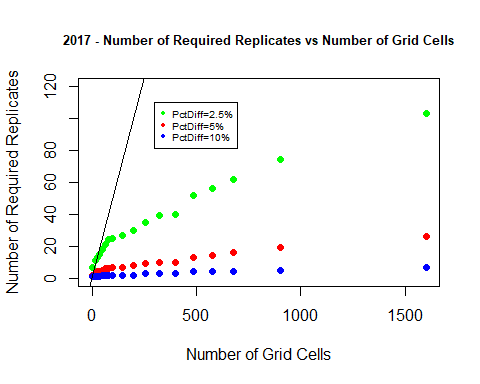 2017 - Number of Required Replicates vs Number of Grid Cells
Number of Required Replicates
120
80
60
40
20
0
PctDiff=2.5%
PctDiff=5%
PctDiff=10%
0 500 1000 1500
Number of Grid Cells